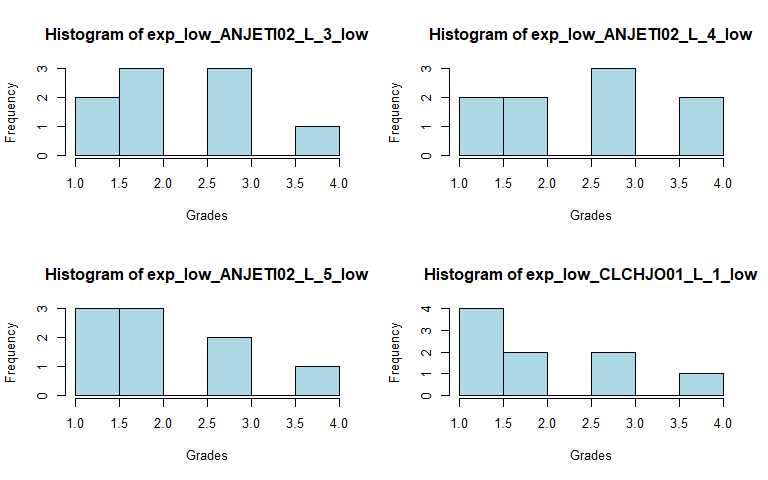 Histogram of exp_low_ANJETI02_L_3_low
Frequency
0 1 2 3
1.0 1.5 2.0 2.5 3.0 3.5 4.0
Grades
Histogram of exp_low_ANJETI02_L_4_low
Frequency
0 1 2 3
1.0 1.5 2.0 2.5 3.0 3.5 4.0
Grades
Histogram of exp_low_ANJETI02_L_5_low
Frequency
0 1 2 3
1.0 1.5 2.0 2.5 3.0 3.5 4.0
Grades
Histogram of exp_low_CLCHJO01_L_1_low
Frequency
0 1 2 3 4
1.0 1.5 2.0 2.5 3.0 3.5 4.0
Grades